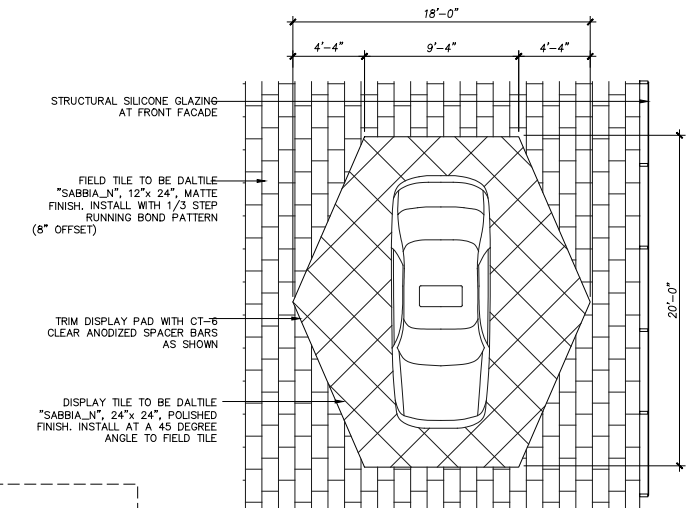 18'-0"
4'-4"
9'-4"
4'-4"
STRUCTURAL SILICONE GLAZING
AT FRONT FACADE
FIELD TILE TO BE DALTILE
"SABBIA_N", 12"x 24", MATTE
FINISH. INSTALL WITH 1/3 STEP
RUNNING BOND PATTERN
(8" OFFSET)
20'-0"
TRIM DISPLAY PAD WITH CT-6
CLEAR ANODIZED SPACER BARS
AS SHOWN
DISPLAY TILE TO BE DALTILE
"SABBIA_N", 24"x 24", POLISHED
FINISH. INSTALL AT A 45 DEGREE
ANGLE TO FIELD TILE